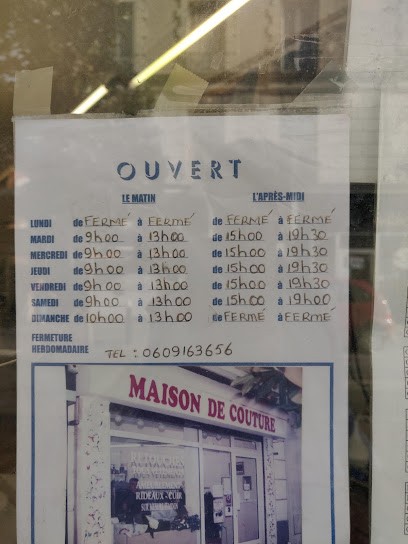 OUVERT
LE MATIN L'APRÈS-MIDI
LUNDI de FERMÉ à FERMÉ de FERMÉ à FERMÉ
MARDI de 9h00 à 13h00 de 15h00 à 19h30
MERCREDI de 9h00 à 13h00 de 15h00 à 19h30
JEUDI de 9h00 à 13h00 de 15h00 à 19h30
VENDREDI de 9h00 à 13h00 de 15h00 à 19h30
SAMEDI de 9h00 à 13h00 de 15h00 à 19h00
DIMANCHE de 10h00 à 13h00 de FERMÉ à FERMÉ
FERMETURE
HEBDOMADAIRE TEL : 0609163656
MAISON DE COUTURE
RETOUCHES
RIDEAUX